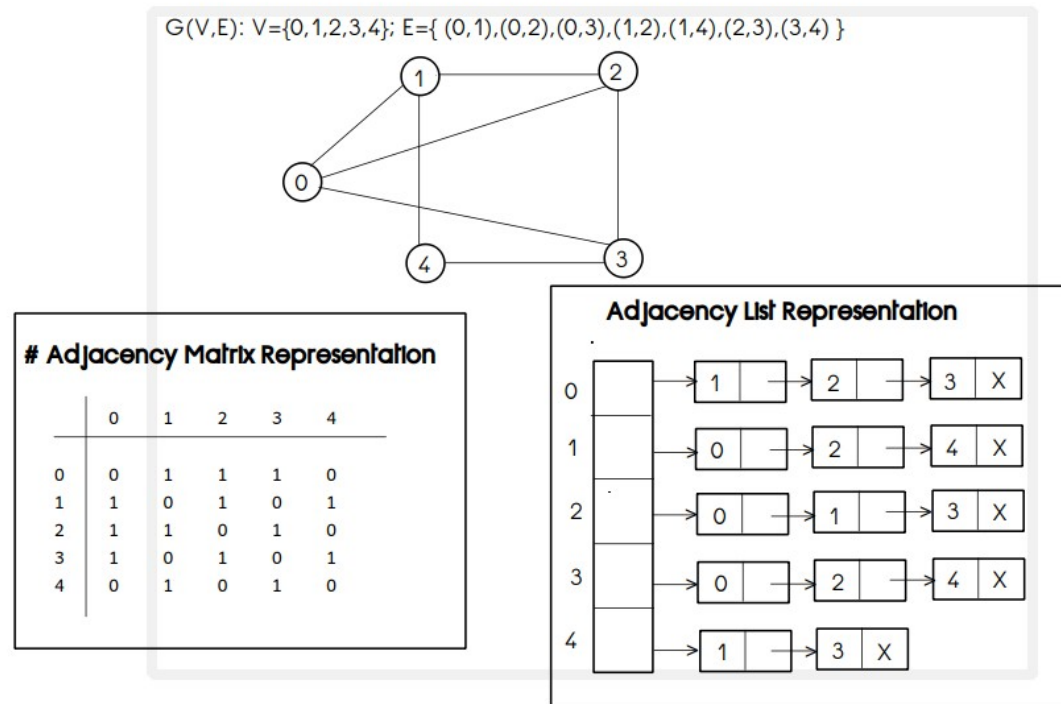 G(V,E): V={0,1,2,3,4}; E={ (0,1),(0,2),(0,3),(1,2),(1,4),(2,3),(3,4) }
1
2
0
4
3
# Adjacency Matrix Representation
0 1 2 3 4
0 0 1 1 1 0
1 1 0 1 0 1
2 1 1 0 1 0
3 1 0 1 0 1
4 0 1 0 1 0
Adjacency List Representation
0 1 2 3 X
1 0 2 4 X
2 0 1 3 X
3 0 2 4 X
4 1 3 X